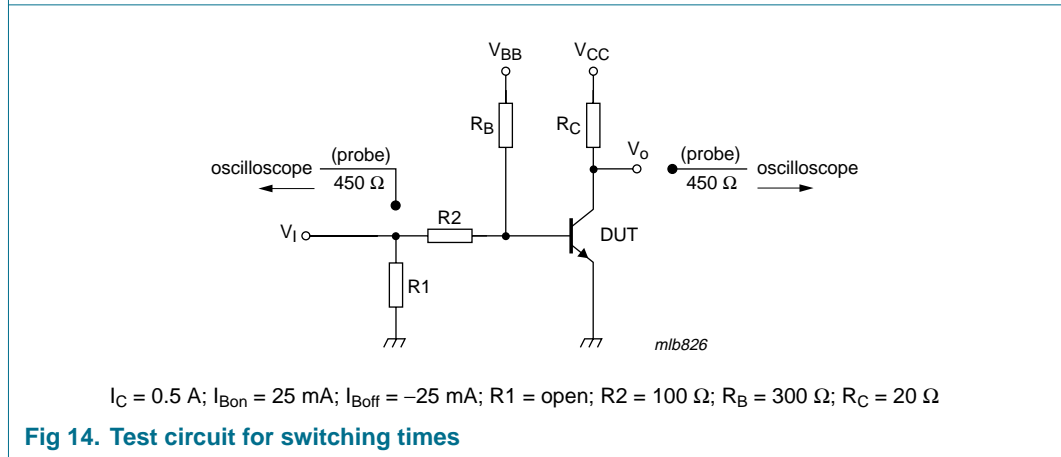 V_BB V_CC
R_B R_C
oscilloscope (probe) 450 Ω
V_o (probe) 450 Ω oscilloscope
V_I R2 DUT
R1
mlb826
I_C = 0.5 A; I_Bon = 25 mA; I_Boff = −25 mA; R1 = open; R2 = 100 Ω; R_B = 300 Ω; R_C = 20 Ω
Fig 14. Test circuit for switching times